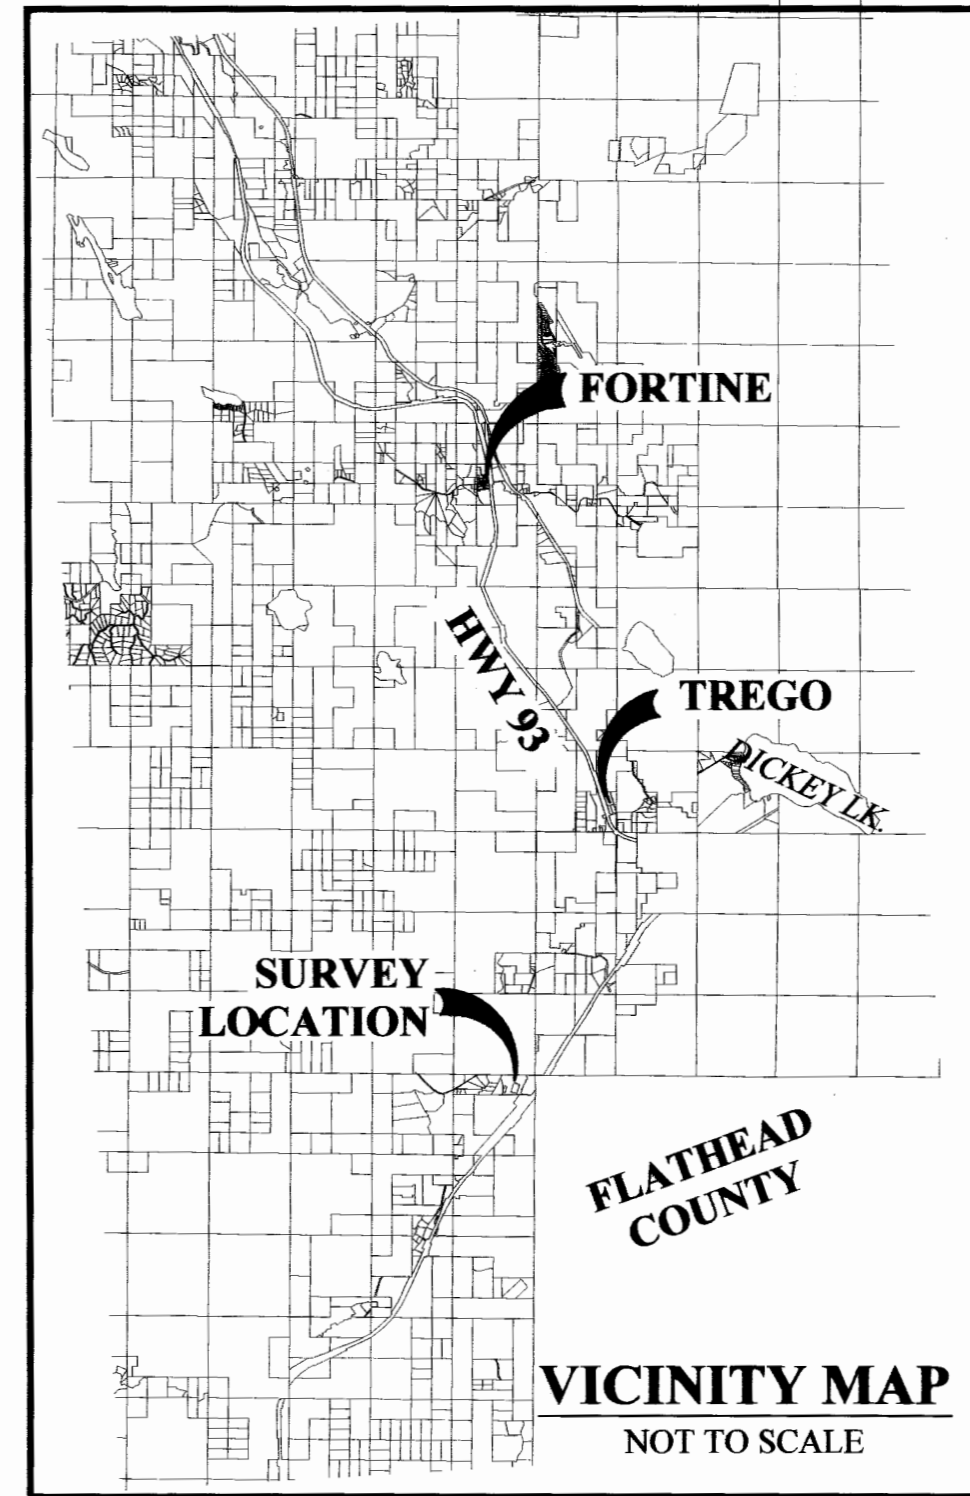 FORTINE
HWY 93
TREGO
DICKEY LK.
SURVEY
LOCATION
FLATHEAD
COUNTY
VICINITY MAP
NOT TO SCALE